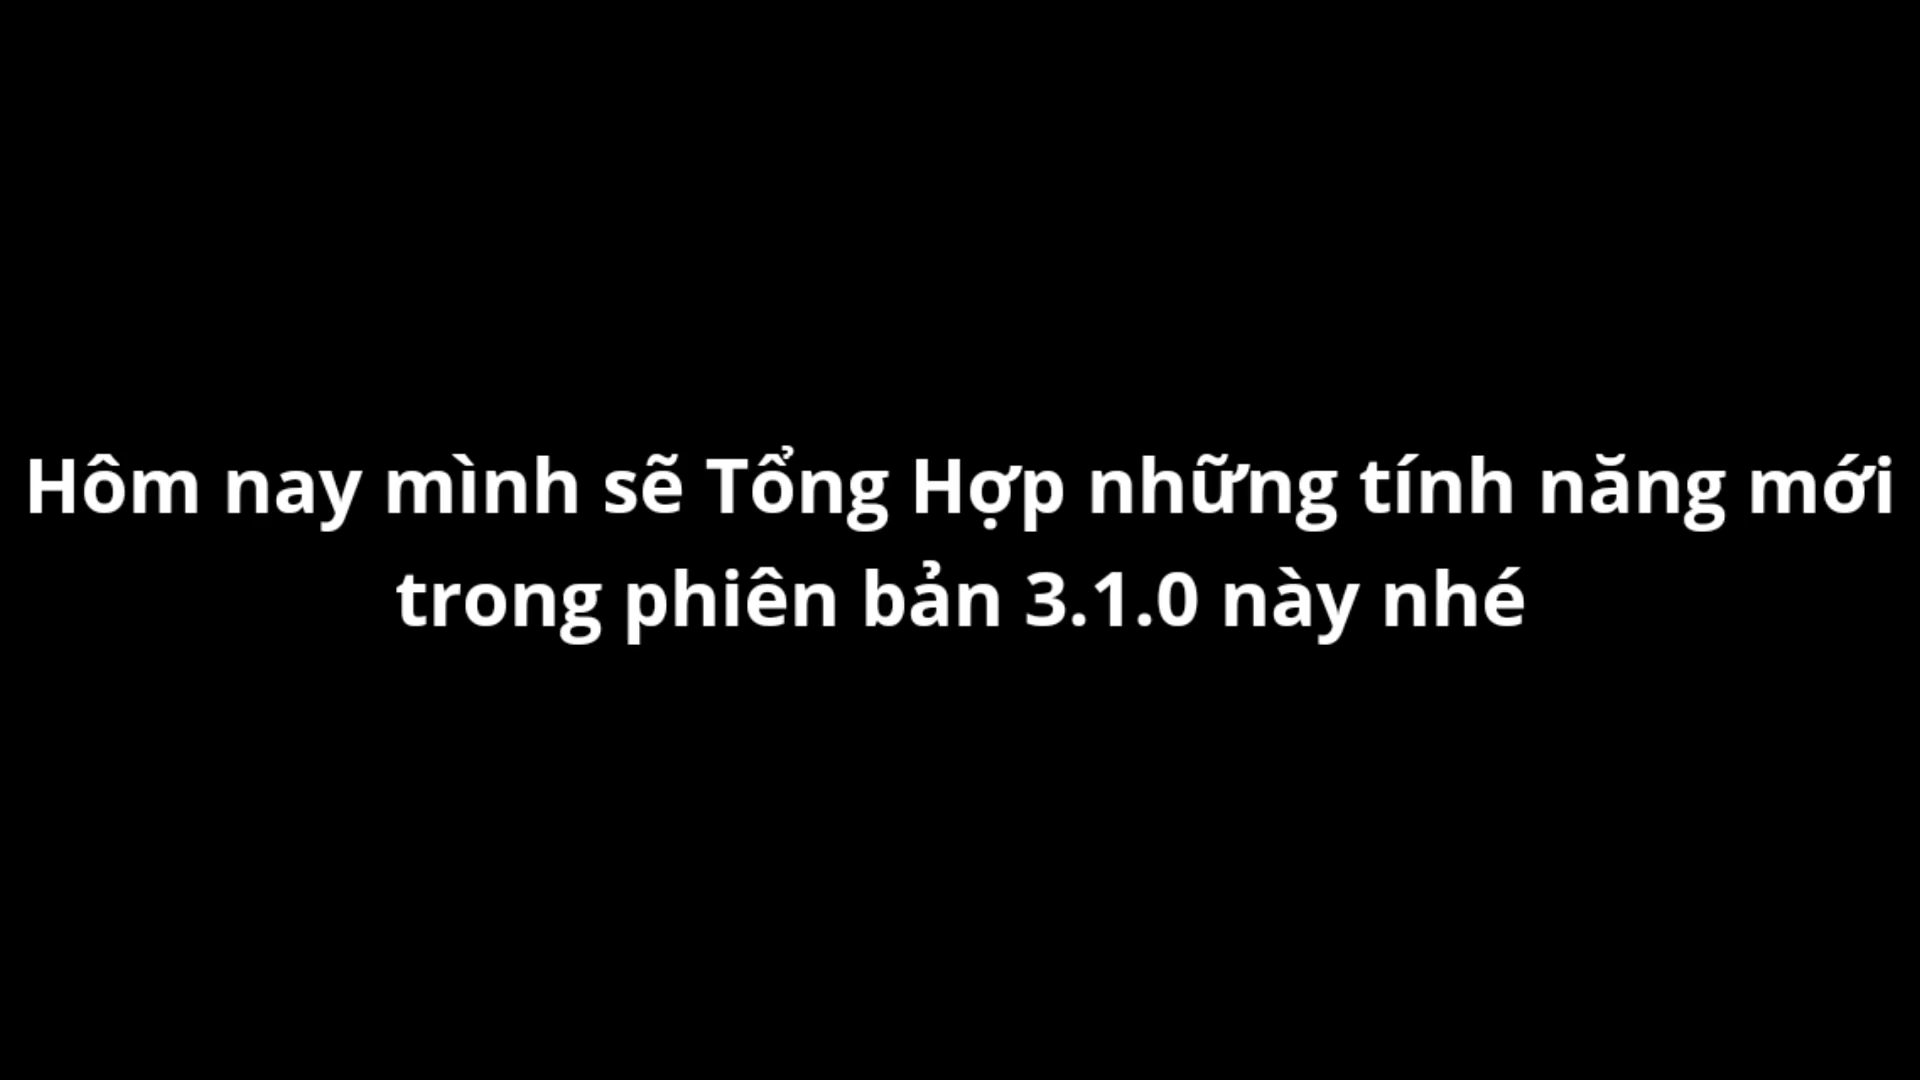 Hôm nay mình sẽ Tổng Hợp những tính năng mới
trong phiên bản 3.1.0 này nhé